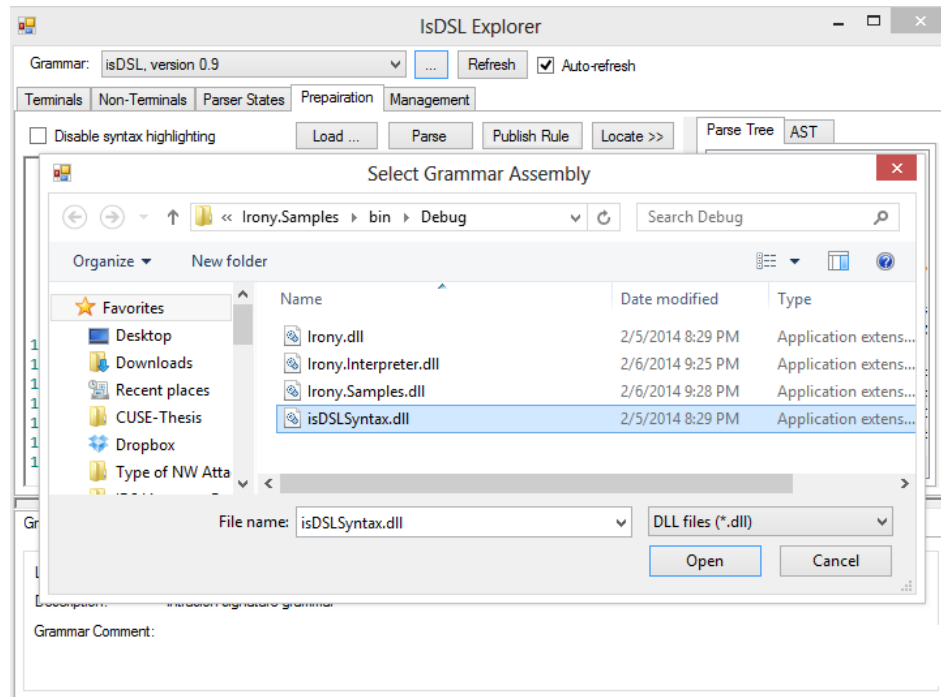 IsDSL Explorer
Grammar: isDSL, version 0.9 ... Refresh Auto-refresh
Terminals Non-Terminals Parser States Prepairation Management
Disable syntax highlighting Load ... Parse Publish Rule Locate >> Parse Tree AST
Select Grammar Assembly
« Irony.Samples bin Debug Search Debug
Organize New folder
Favorites Name Date modified Type
Desktop Irony.dll 2/5/2014 8:29 PM Application extens...
Downloads Irony.Interpreter.dll 2/6/2014 9:25 PM Application extens...
Recent places Irony.Samples.dll 2/6/2014 9:28 PM Application extens...
CUSE-Thesis isDSLSyntax.dll 2/5/2014 8:29 PM Application extens...
Dropbox
Type of NW Atta
File name: isDSLSyntax.dll DLL files (*.dll)
Open Cancel
Gr
Description: Intrusion signature grammar
Grammar Comment: